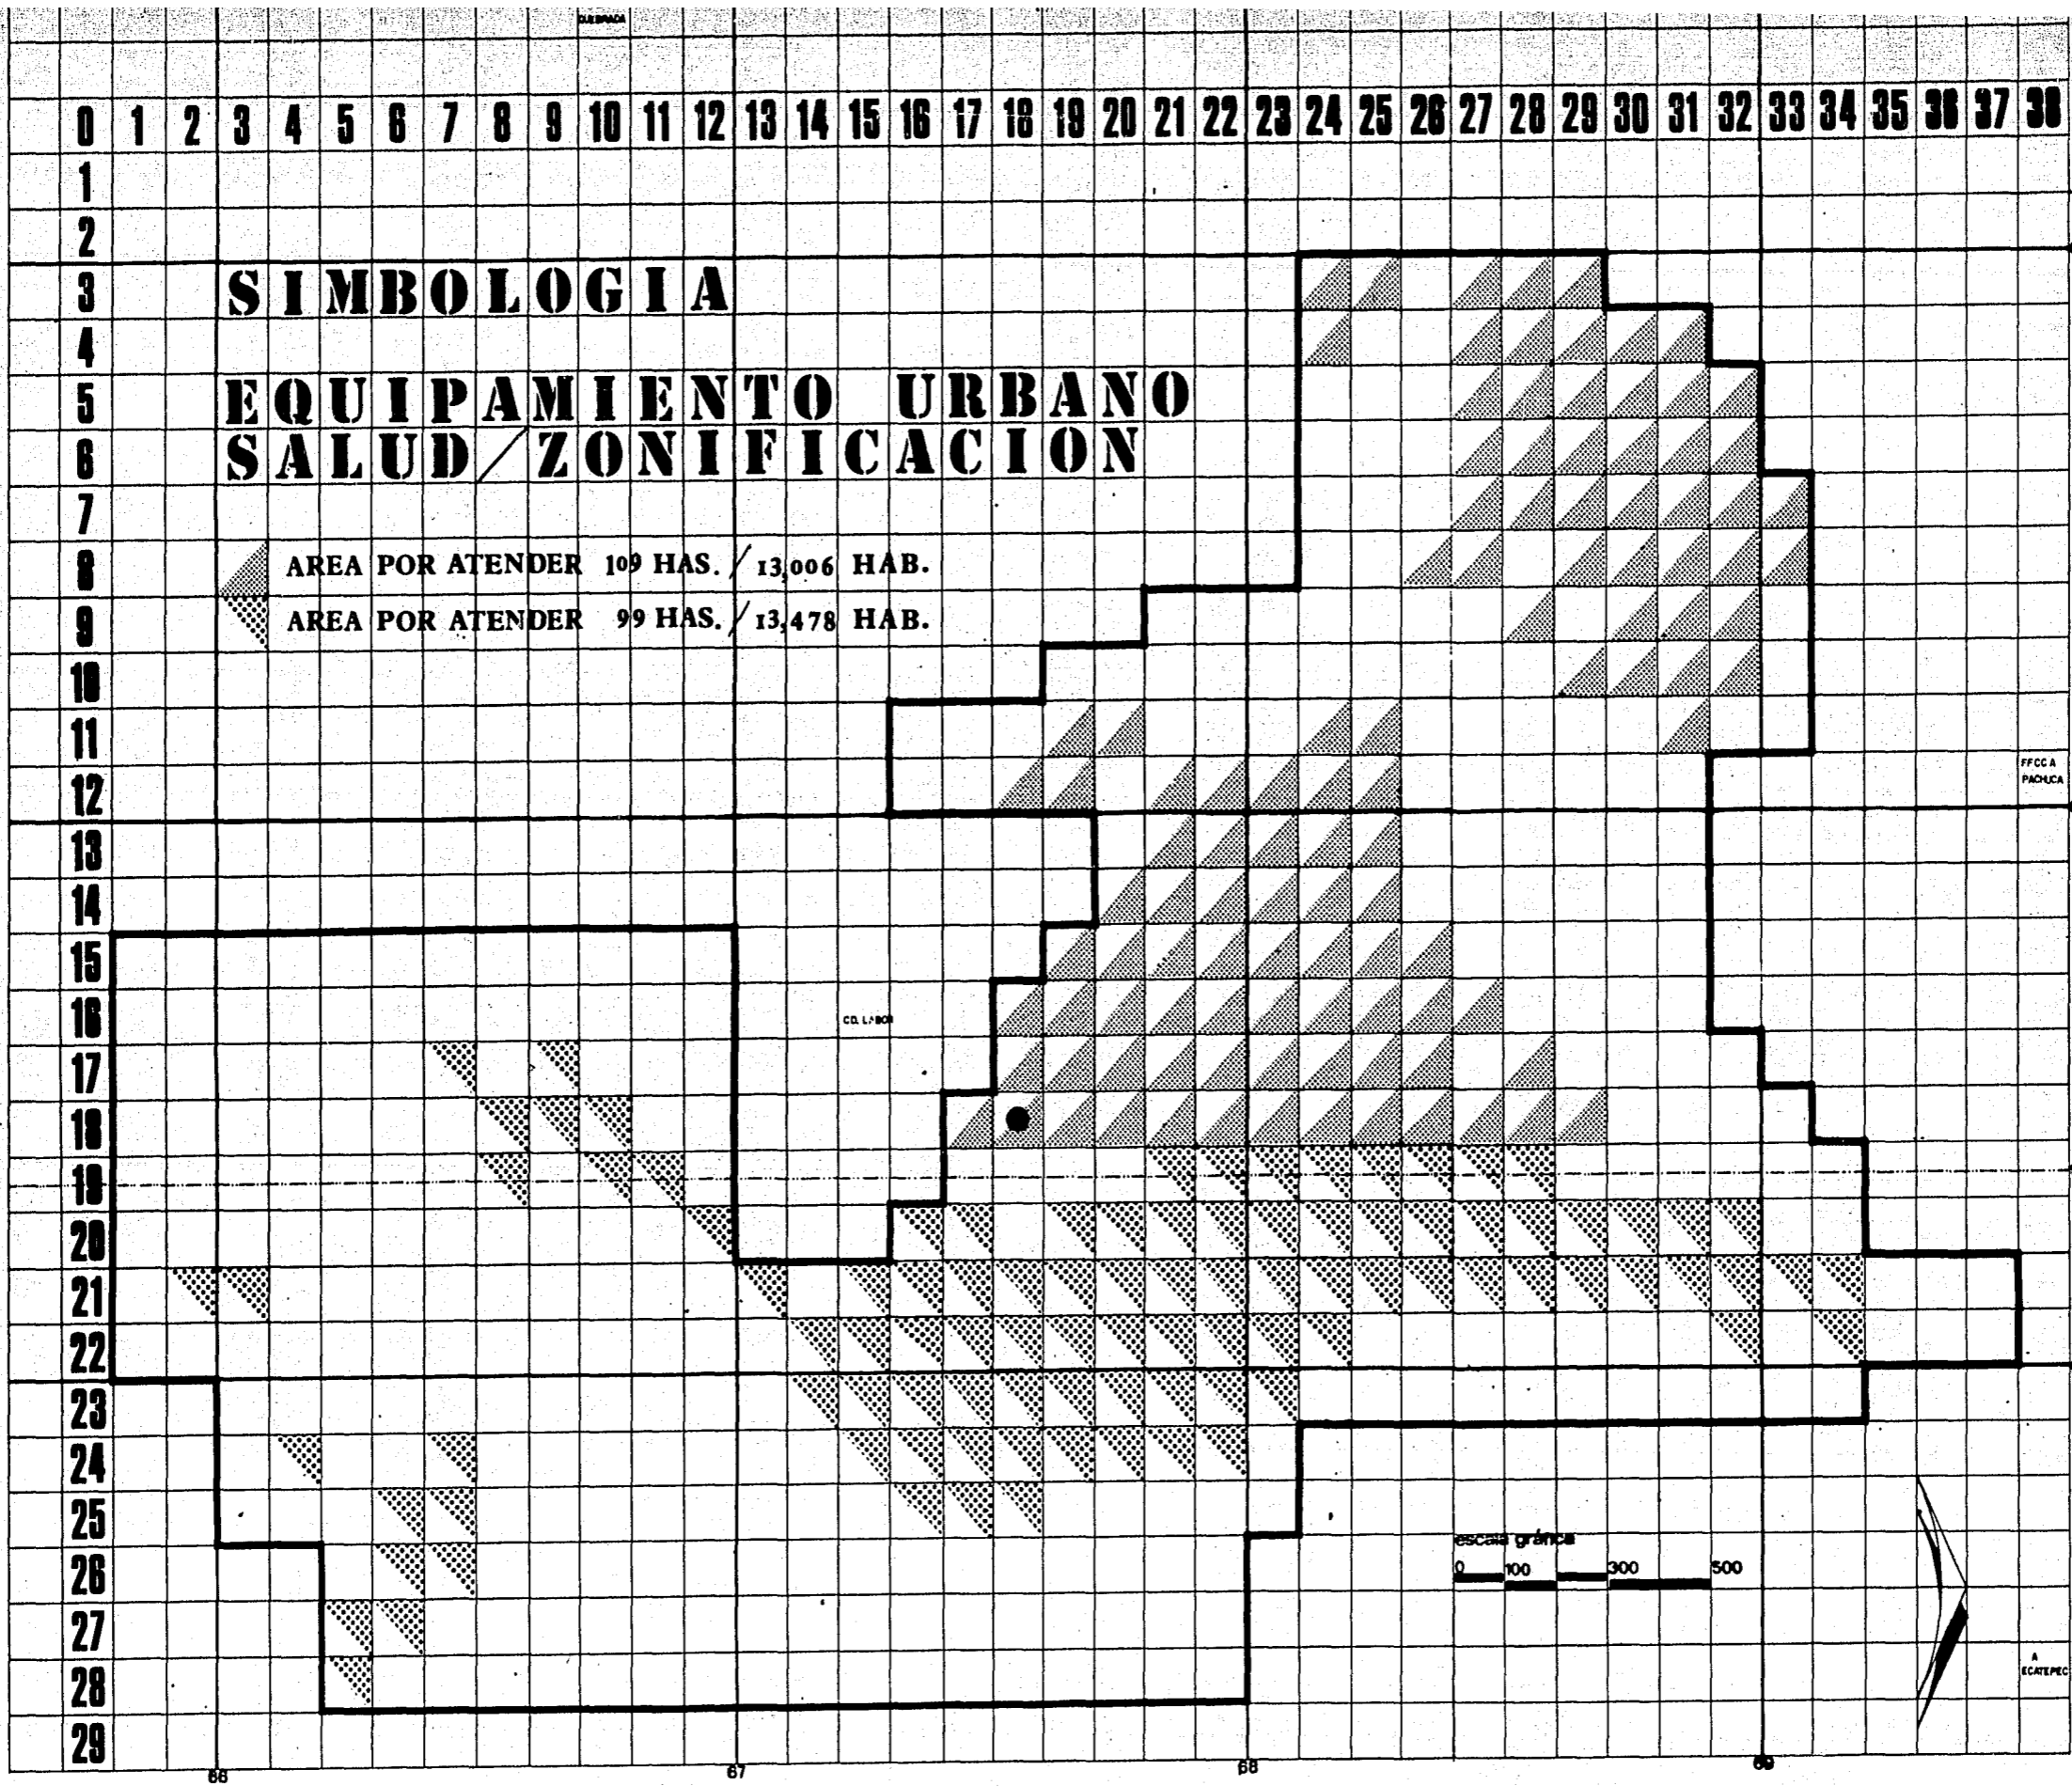 QUEBRADA
0 1 2 3 4 5 6 7 8 9 10 11 12 13 14 15 16 17 18 19 20 21 22 23 24 25 26 27 28 29 30 31 32 33 34 35 36 37 38
1
2
3 SIMBOLOGIA
4
5 EQUIPAMIENTO URBANO
6 SALUD/ZONIFICACION
7
8 AREA POR ATENDER 109 HAS./13,006 HAB.
9 AREA POR ATENDER 99 HAS./13,478 HAB.
10
11
FFCC A
12 PACHUCA
13
14
15
16 CD. LABOR
17
18
19
20
21
22
23
24
25
escala gráfica
26 0 100 300 500
27
28 A
ECATEPEC
29
66 67 68 69